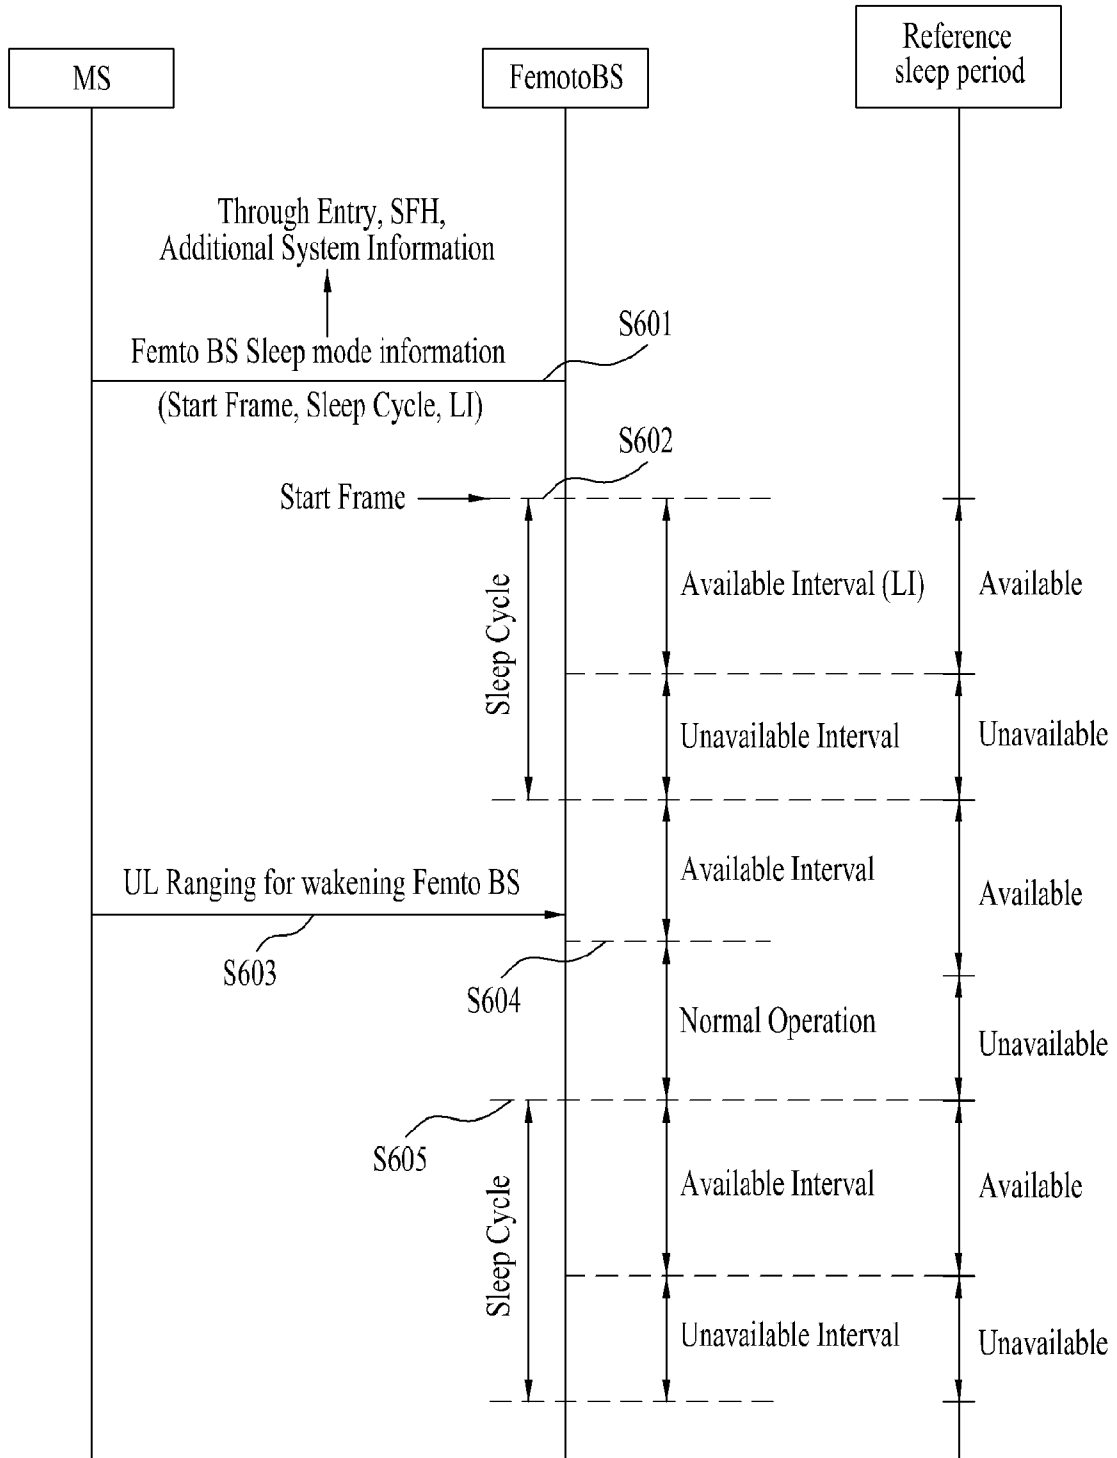 MS
FemotoBS
Reference
sleep period
Through Entry, SFH,
Additional System Information
Femto BS Sleep mode information
S601
(Start Frame, Sleep Cycle, LI)
S602
Start Frame
Sleep Cycle
Available Interval (LI)
Available
Unavailable Interval
Unavailable
Available Interval
Available
UL Ranging for wakening Femto BS
S603
S604
Normal Operation
Unavailable
S605
Sleep Cycle
Available Interval
Available
Unavailable Interval
Unavailable